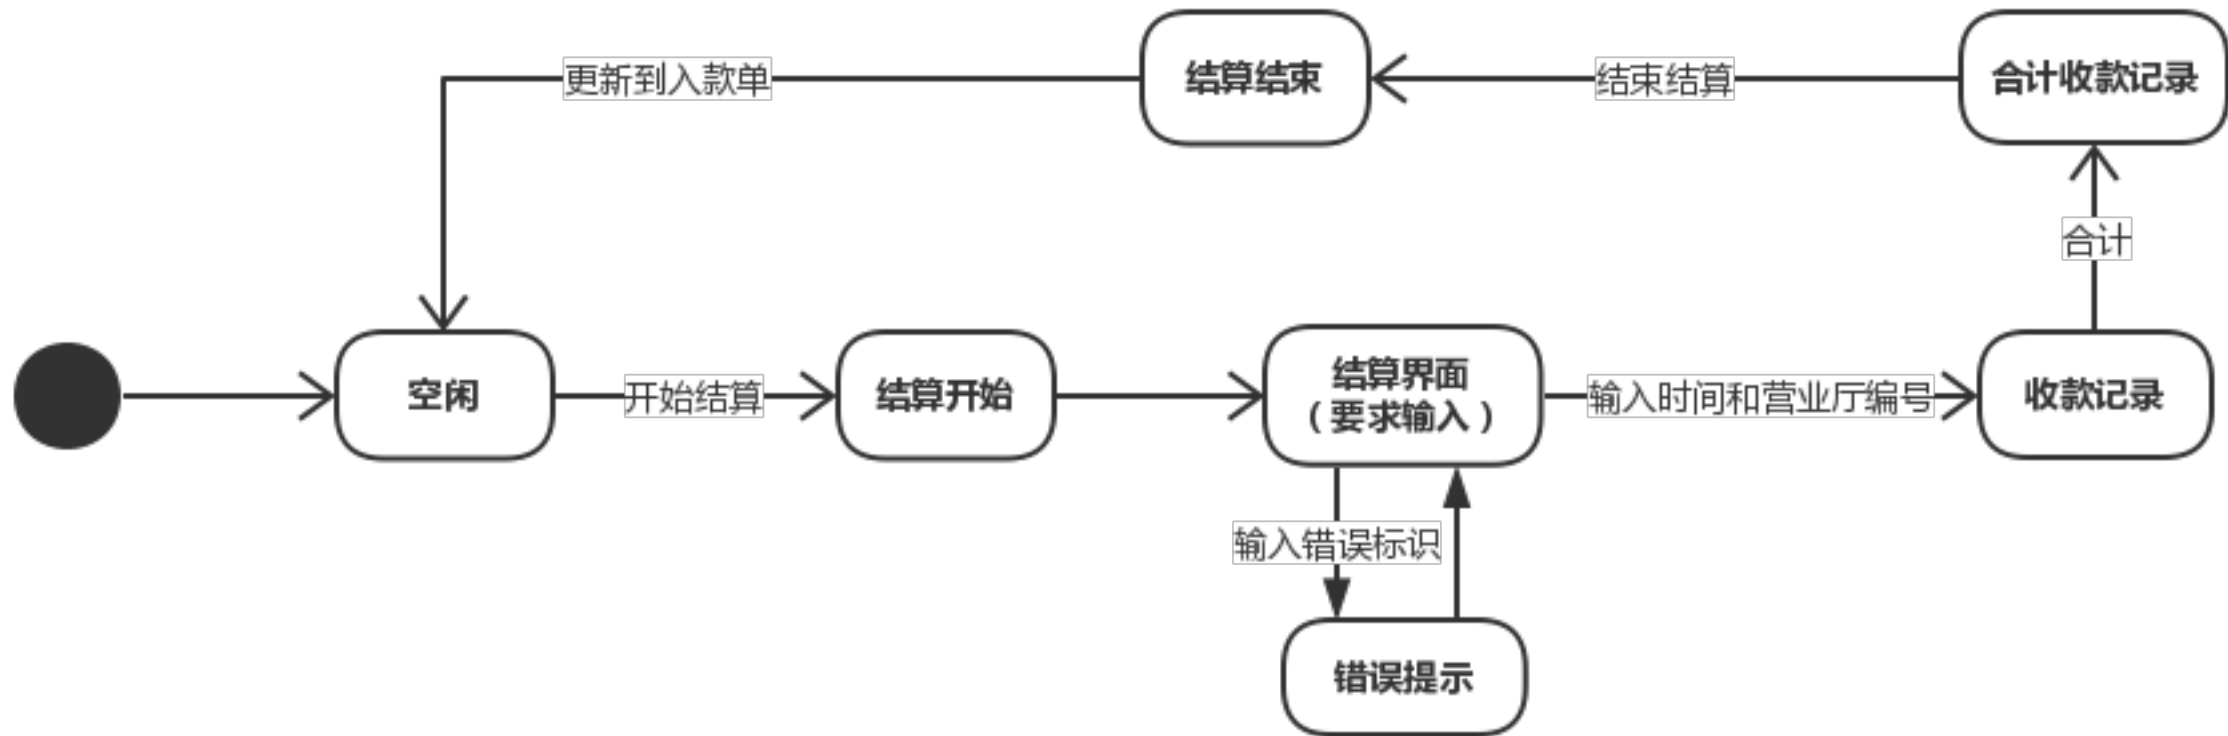 更新到入款单
结算结束
结束结算
合计收款记录
合计
空闲
开始结算
结算开始
结算界面
（要求输入）
输入时间和营业厅编号
收款记录
输入错误标识
错误提示